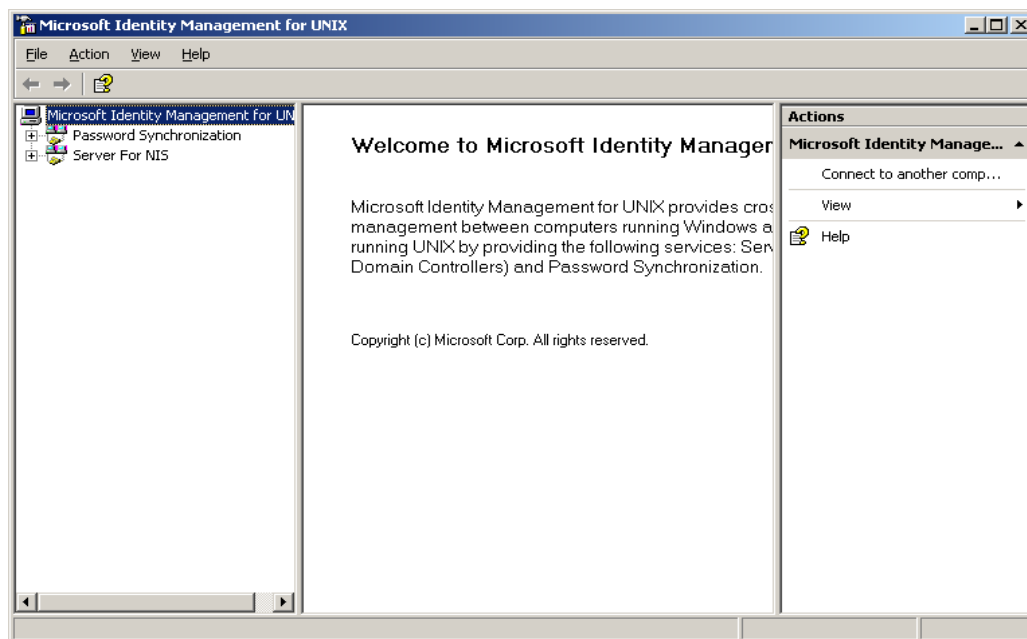 Microsoft Identity Management for UNIX
File Action View Help
Microsoft Identity Management for UN
Password Synchronization
Server For NIS
Welcome to Microsoft Identity Manager
Microsoft Identity Management for UNIX provides cros
management between computers running Windows a
running UNIX by providing the following services: Serv
Domain Controllers) and Password Synchronization.
Copyright (c) Microsoft Corp. All rights reserved.
Actions
Microsoft Identity Manage...
Connect to another comp...
View
Help